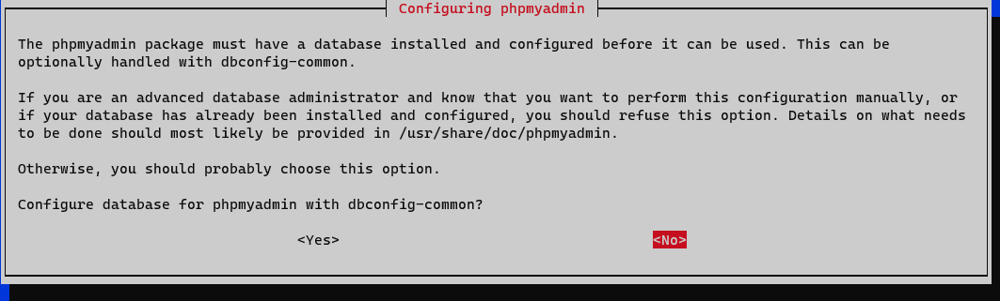 Configuring phpmyadmin
The phpmyadmin package must have a database installed and configured before it can be used. This can be
optionally handled with dbconfig-common.
If you are an advanced database administrator and know that you want to perform this configuration manually, or
if your database has already been installed and configured, you should refuse this option. Details on what needs
to be done should most likely be provided in /usr/share/doc/phpmyadmin.
Otherwise, you should probably choose this option.
Configure database for phpmyadmin with dbconfig-common?
<Yes> <No>